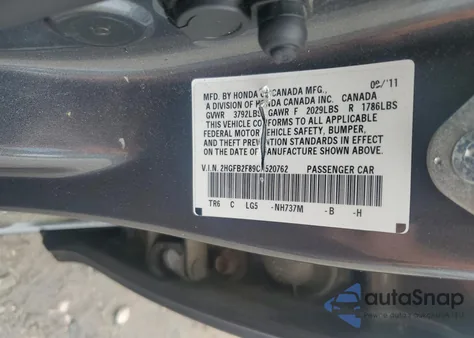 09/11
MFD. BY HONDA OF CANADA MFG.,
A DIVISION OF HONDA CANADA INC. CANADA
GVWR 3792LBS GAWR F 2029LBS R 1786LBS
THIS VEHICLE CONFORMS TO ALL APPLICABLE
FEDERAL MOTOR VEHICLE SAFETY, BUMPER,
AND THEFT PREVENTION STANDARDS IN EFFECT
ON THE DATE OF MANUFACTURE SHOWN ABOVE.
V.I.N. PASSENGER CAR
TR6 C LG5 -NH737M -B -H
autoSnap